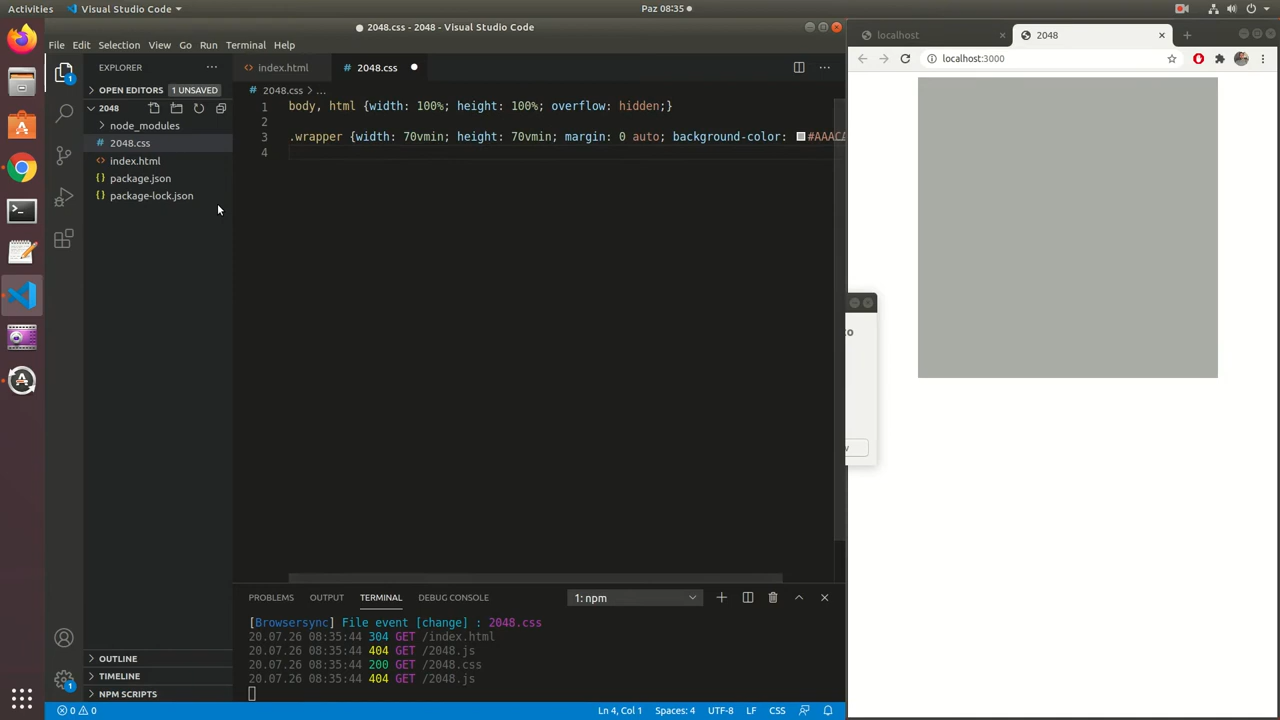 Activities
Visual Studio Code
Paz 08:35
2048.css - 2048 - Visual Studio Code
File Edit Selection View Go Run Terminal Help
EXPLORER
OPEN EDITORS 1 UNSAVED
2048
node_modules
2048.css
index.html
package.json
package-lock.json
OUTLINE
TIMELINE
NPM SCRIPTS
index.html
2048.css
2048.css > ...
1 body, html {width: 100%; height: 100%; overflow: hidden;}
2
3 .wrapper {width: 70vmin; height: 70vmin; margin: 0 auto; background-color: #AAACA
4
PROBLEMS OUTPUT TERMINAL DEBUG CONSOLE
1: npm
[Browsersync] File event [change] : 2048.css
20.07.26 08:35:44 304 GET /index.html
20.07.26 08:35:44 404 GET /2048.js
20.07.26 08:35:44 200 GET /2048.css
20.07.26 08:35:44 404 GET /2048.js
0 0
Ln 4, Col 1 Spaces: 4 UTF-8 LF CSS
1
1
localhost
2048
localhost:3000